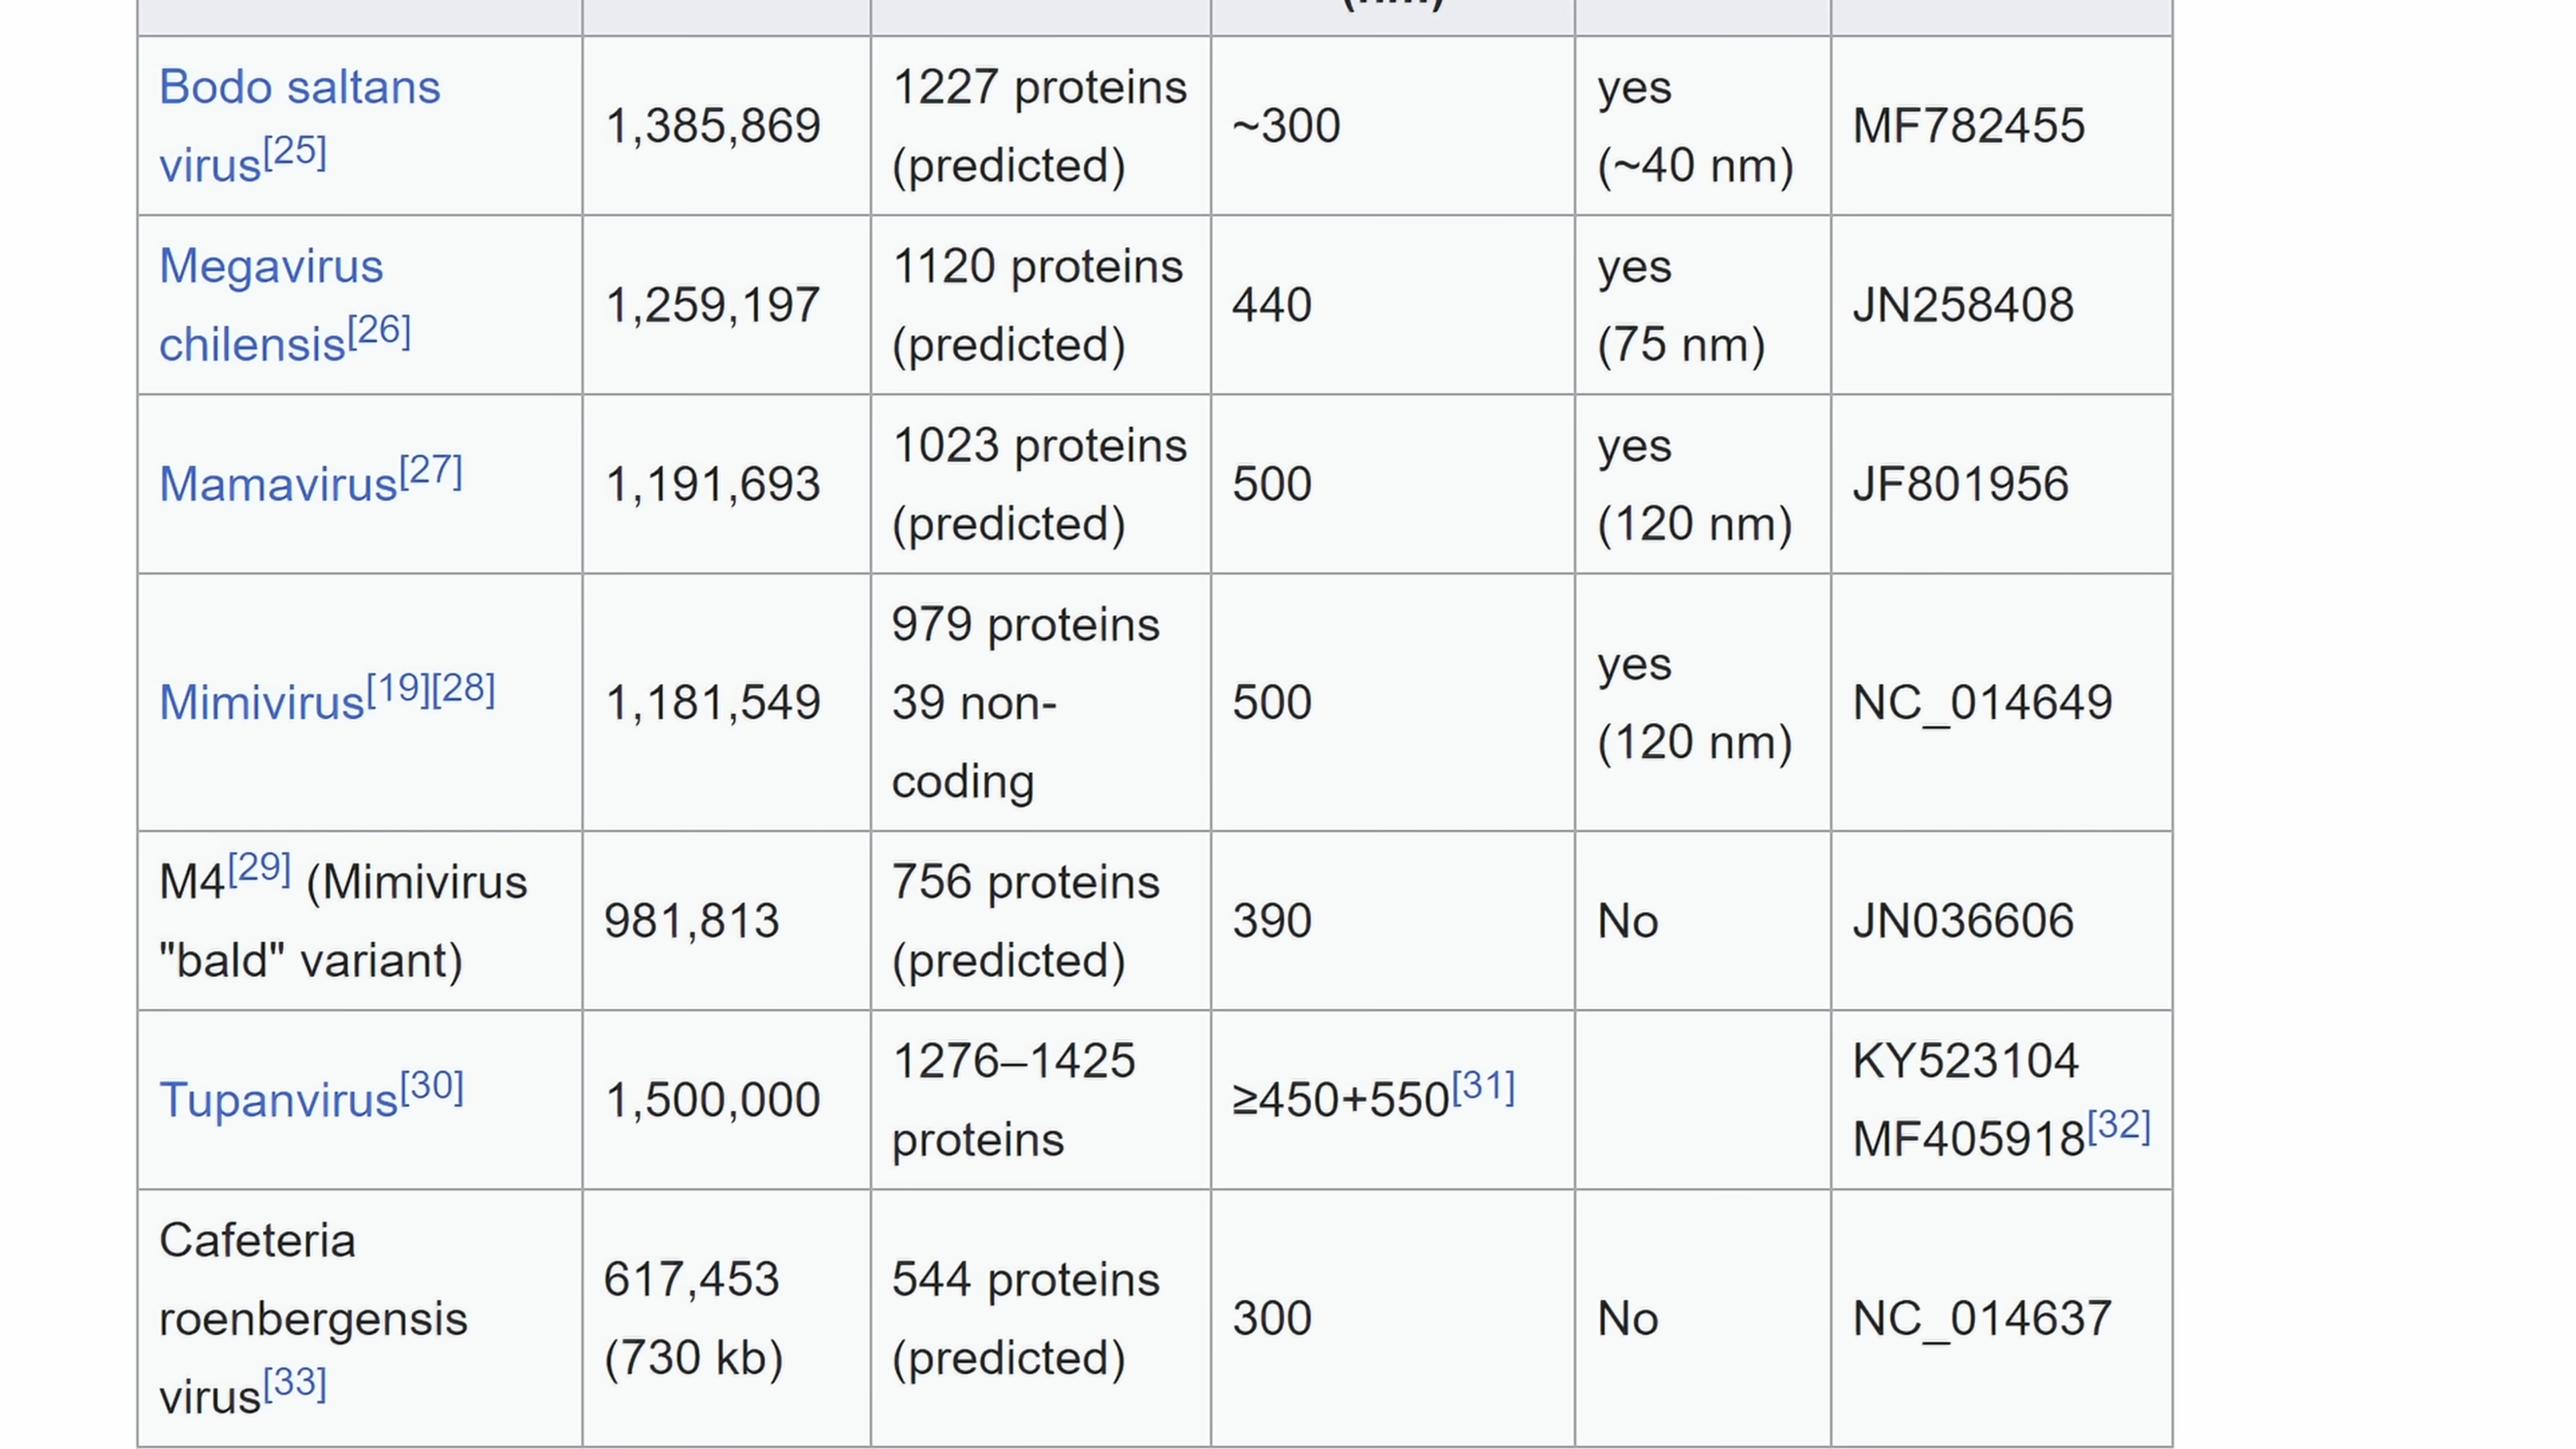 Bodo saltans
virus[25]
1,385,869
1227 proteins
(predicted)
~300
yes
(~40 nm)
MF782455
Megavirus
chilensis[26]
1,259,197
1120 proteins
(predicted)
440
yes
(75 nm)
JN258408
Mamavirus[27]
1,191,693
1023 proteins
(predicted)
500
yes
(120 nm)
JF801956
Mimivirus[19][28]
1,181,549
979 proteins
39 non-
coding
500
yes
(120 nm)
NC_014649
M4[29] (Mimivirus
"bald" variant)
981,813
756 proteins
(predicted)
390
No
JN036606
Tupanvirus[30]
1,500,000
1276–1425
proteins
≥450+550[31]
KY523104
MF405918[32]
Cafeteria
roenbergensis
virus[33]
617,453
(730 kb)
544 proteins
(predicted)
300
No
NC_014637